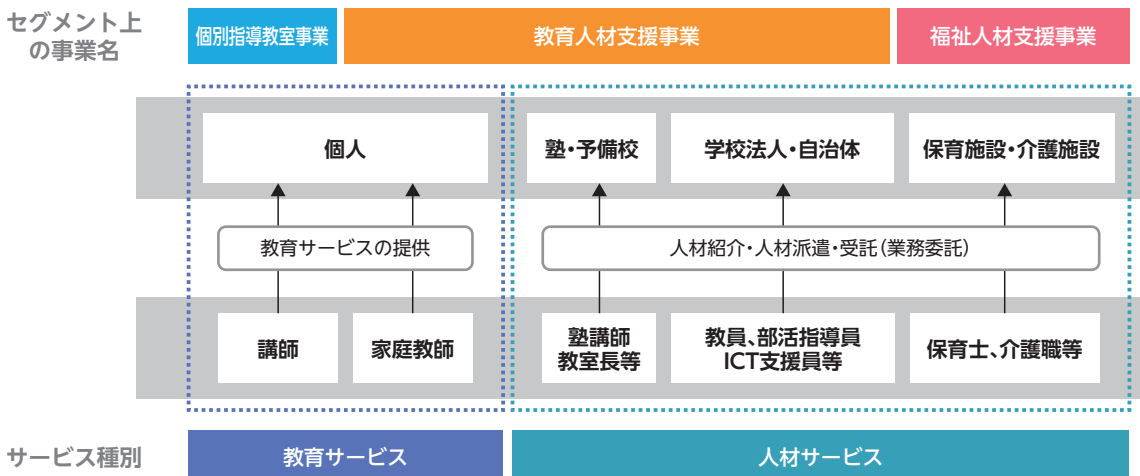 セグメント上
の事業名
個別指導教室事業
教育人材支援事業
福祉人材支援事業
個人
塾・予備校
学校法人・自治体
保育施設・介護施設
教育サービスの提供
人材紹介・人材派遣・受託(業務委託)
講師
家庭教師
塾講師
教室長等
教員、部活指導員
ICT支援員等
保育士、介護職等
サービス種別
教育サービス
人材サービス